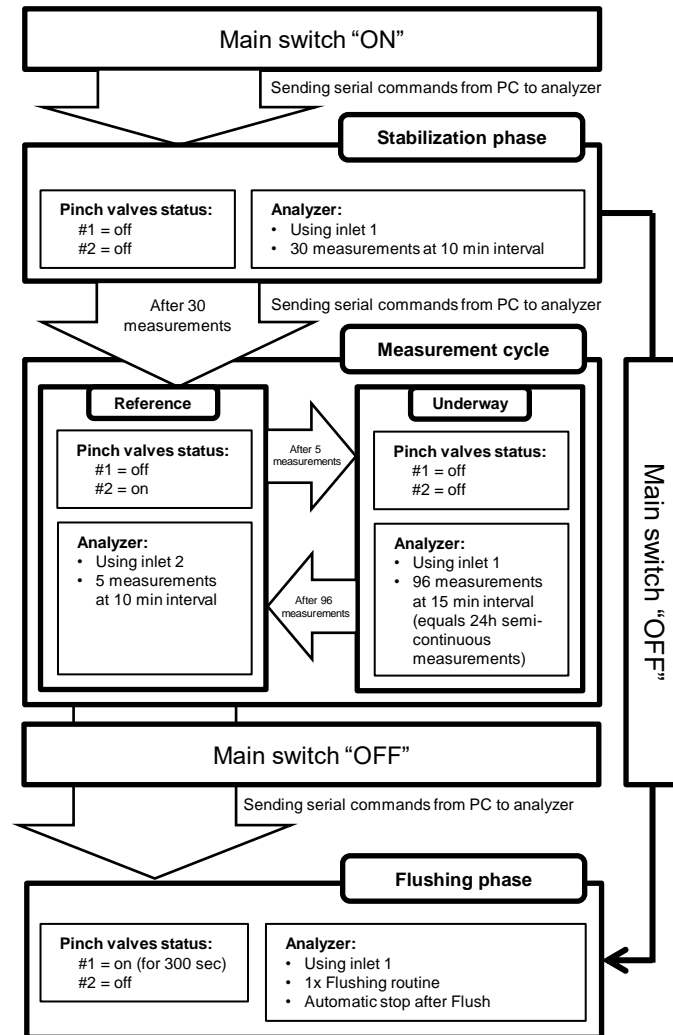 Main switch “ON”
Sending serial commands from PC to analyzer
Stabilization phase
Pinch valves status:
#1 = off
#2 = off
Analyzer:
• Using inlet 1
• 30 measurements at 10 min interval
After 30
measurements
Sending serial commands from PC to analyzer
Measurement cycle
Reference
Pinch valves status:
#1 = off
#2 = on
Analyzer:
• Using inlet 2
• 5 measurements
at 10 min interval
After 5
measurements
After 96
measurements
Underway
Pinch valves status:
#1 = off
#2 = off
Analyzer:
• Using inlet 1
• 96 measurements
at 15 min interval
(equals 24h semi-
continuous
measurements)
Main switch “OFF”
Main switch “OFF”
Sending serial commands from PC to analyzer
Flushing phase
Pinch valves status:
#1 = on (for 300 sec)
#2 = off
Analyzer:
• Using inlet 1
• 1x Flushing routine
• Automatic stop after Flush